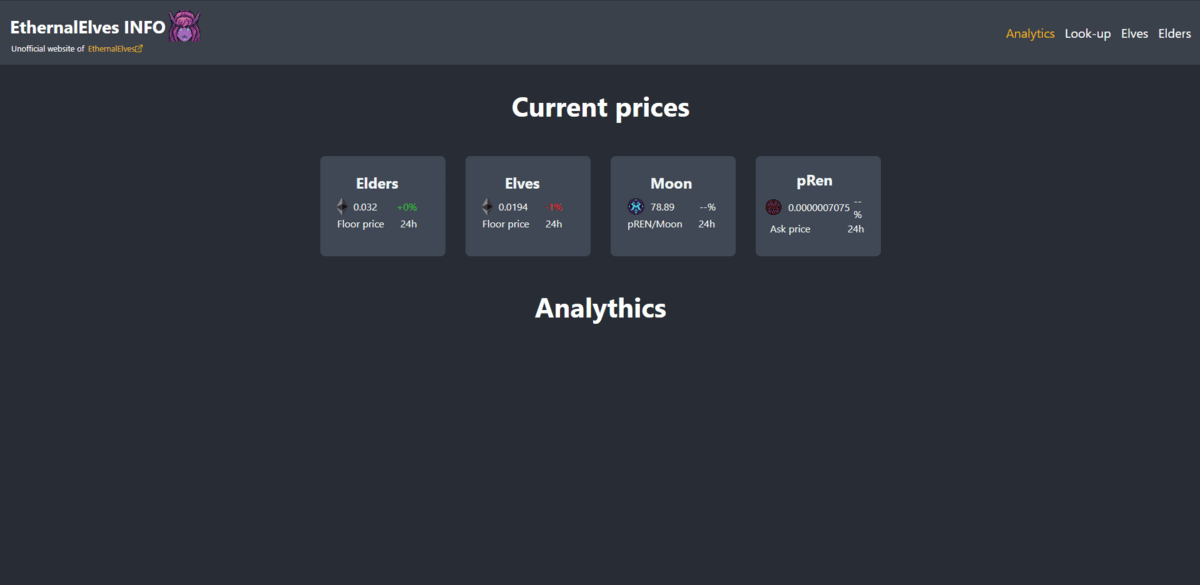 EthernalElves INFO
Unofficial website of EthernalElves
Analytics Look-up Elves Elders
Current prices
Elders
0.032 +0%
Floor price 24h
Elves
0.0194 -1%
Floor price 24h
Moon
78.89 --%
pREN/Moon 24h
pRen
0.0000007075 --
%
Ask price 24h
Analythics